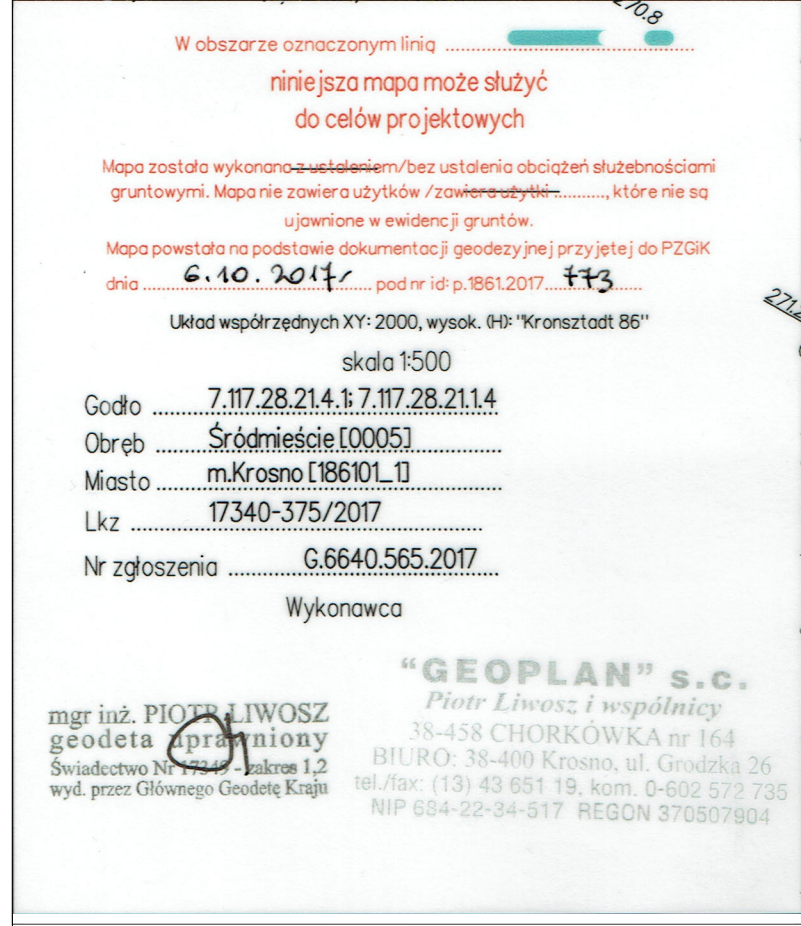 270.8
W obszarze oznaczonym linią ............
niniejsza mapa może służyć
do celów projektowych
Mapa została wykonana z ustaleniem/bez ustalenia obciążeń służebnościami
gruntowymi. Mapa nie zawiera użytków /zawiera użytki ..........., które nie są
ujawnione w ewidencji gruntów.
Mapa powstała na podstawie dokumentacji geodezyjnej przyjętej do PZGiK
dnia ....6.10.2017r.... pod nr id: p.1861.2017....773......
271.2
Układ współrzędnych XY: 2000, wysok. (H): "Kronsztadt 86"
skala 1:500
Godło ..........7.117.28.21.4.1; 7.117.28.21.1.4
Obręb ..........Śródmieście [0005]..........
Miasto ..........m.Krosno [186101_1]..........
Lkz ..........17340-375/2017..........
Nr zgłoszenia ..........G.6640.565.2017...
Wykonawca
mgr inż. PIOTR LIWOSZ
geodeta uprawniony
Świadectwo Nr 17340 - zakres 1,2
wyd. przez Głównego Geodetę Kraju
"GEOPLAN" s.c.
Piotr Liwosz i wspólnicy
38-458 CHORKÓWKA nr 164
BIURO: 38-400 Krosno, ul. Grodzka 26
tel./fax: (13) 43 651 19, kom. 0-602 572 735
NIP 684-22-34-517 REGON 370507904